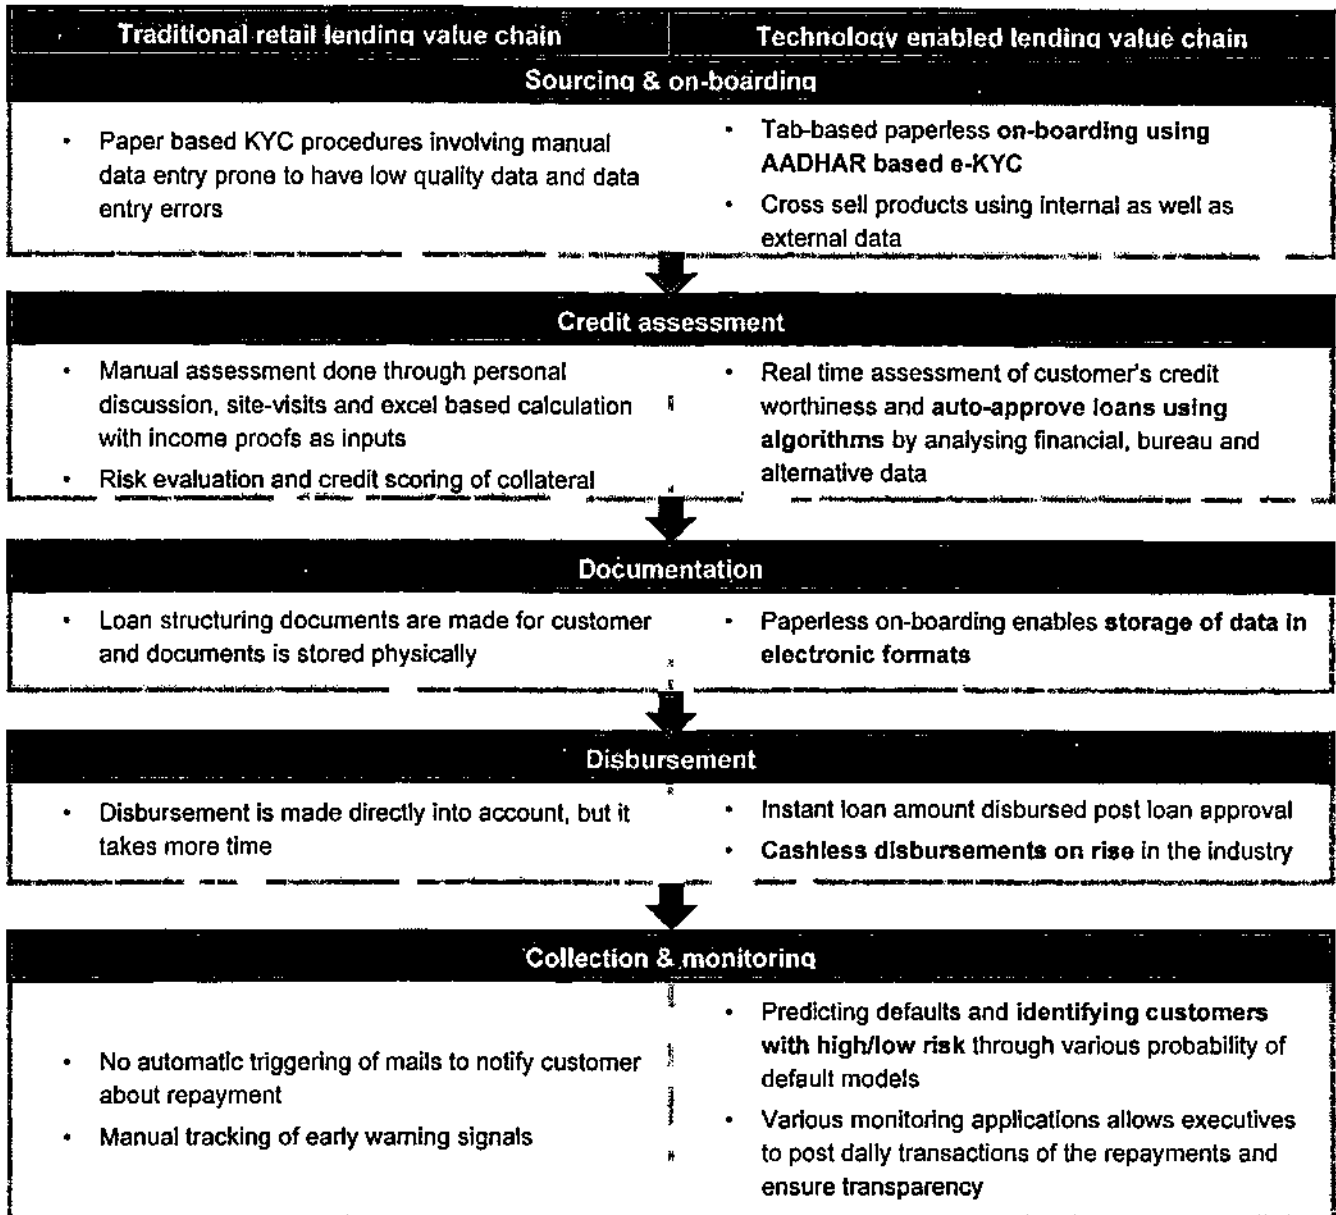 Traditional retail lending value chain
Technology enabled lending value chain
Sourcing & on-boarding
• Paper based KYC procedures involving manual
data entry prone to have low quality data and data
entry errors
• Tab-based paperless on-boarding using
AADHAR based e-KYC
• Cross sell products using internal as well as
external data
Credit assessment
• Manual assessment done through personal
discussion, site-visits and excel based calculation
with income proofs as inputs
• Risk evaluation and credit scoring of collateral
• Real time assessment of customer's credit
worthiness and auto-approve loans using
algorithms by analysing financial, bureau and
alternative data
Documentation
• Loan structuring documents are made for customer
and documents is stored physically
• Paperless on-boarding enables storage of data in
electronic formats
Disbursement
• Disbursement is made directly into account, but it
takes more time
• Instant loan amount disbursed post loan approval
• Cashless disbursements on rise in the industry
Collection & monitoring
• No automatic triggering of mails to notify customer
about repayment
• Manual tracking of early warning signals
• Predicting defaults and identifying customers
with high/low risk through various probability of
default models
• Various monitoring applications allows executives
to post daily transactions of the repayments and
ensure transparency